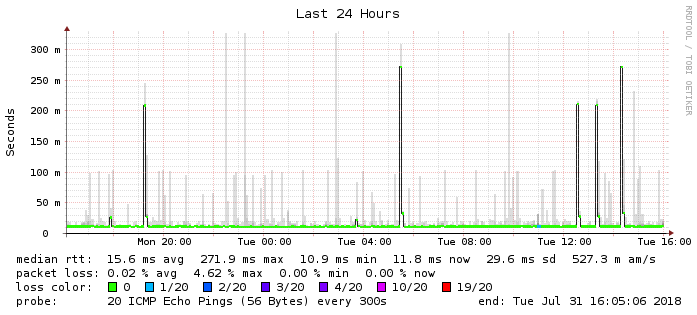 Last 24 Hours
RRDTOOL / TOBI OETIKER
Seconds
300 m
250 m
200 m
150 m
100 m
50 m
0
Mon 20:00 Tue 00:00 Tue 04:00 Tue 08:00 Tue 12:00 Tue 16:00
median rtt: 15.6 ms avg 271.9 ms max 10.9 ms min 11.8 ms now 29.6 ms sd 527.3 m am/s
packet loss: 0.02 % avg 4.62 % max 0.00 % min 0.00 % now
loss color: 0 1/20 2/20 3/20 4/20 10/20 19/20
probe: 20 ICMP Echo Pings (56 Bytes) every 300s end: Tue Jul 31 16:05:06 2018